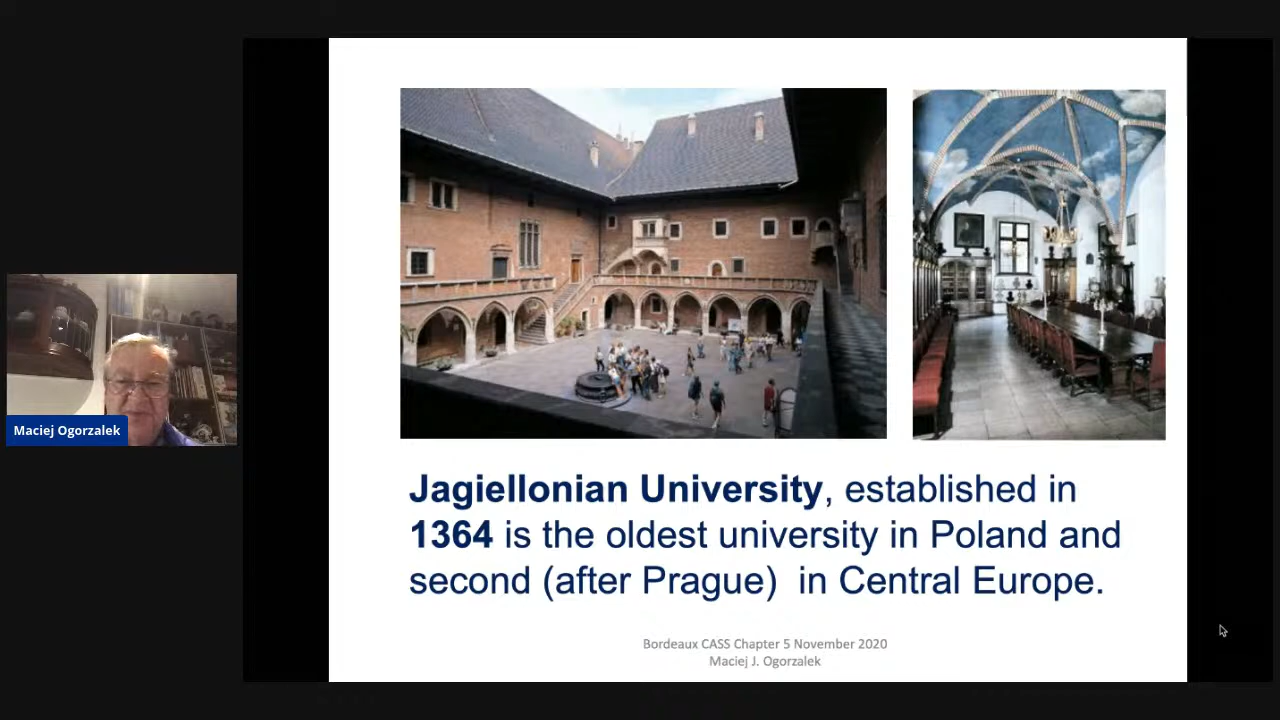 Maciej Ogorzalek
Jagiellonian University, established in
1364 is the oldest university in Poland and
second (after Prague) in Central Europe.
Bordeaux CASS Chapter 5 November 2020
Maciej J. Ogorzalek